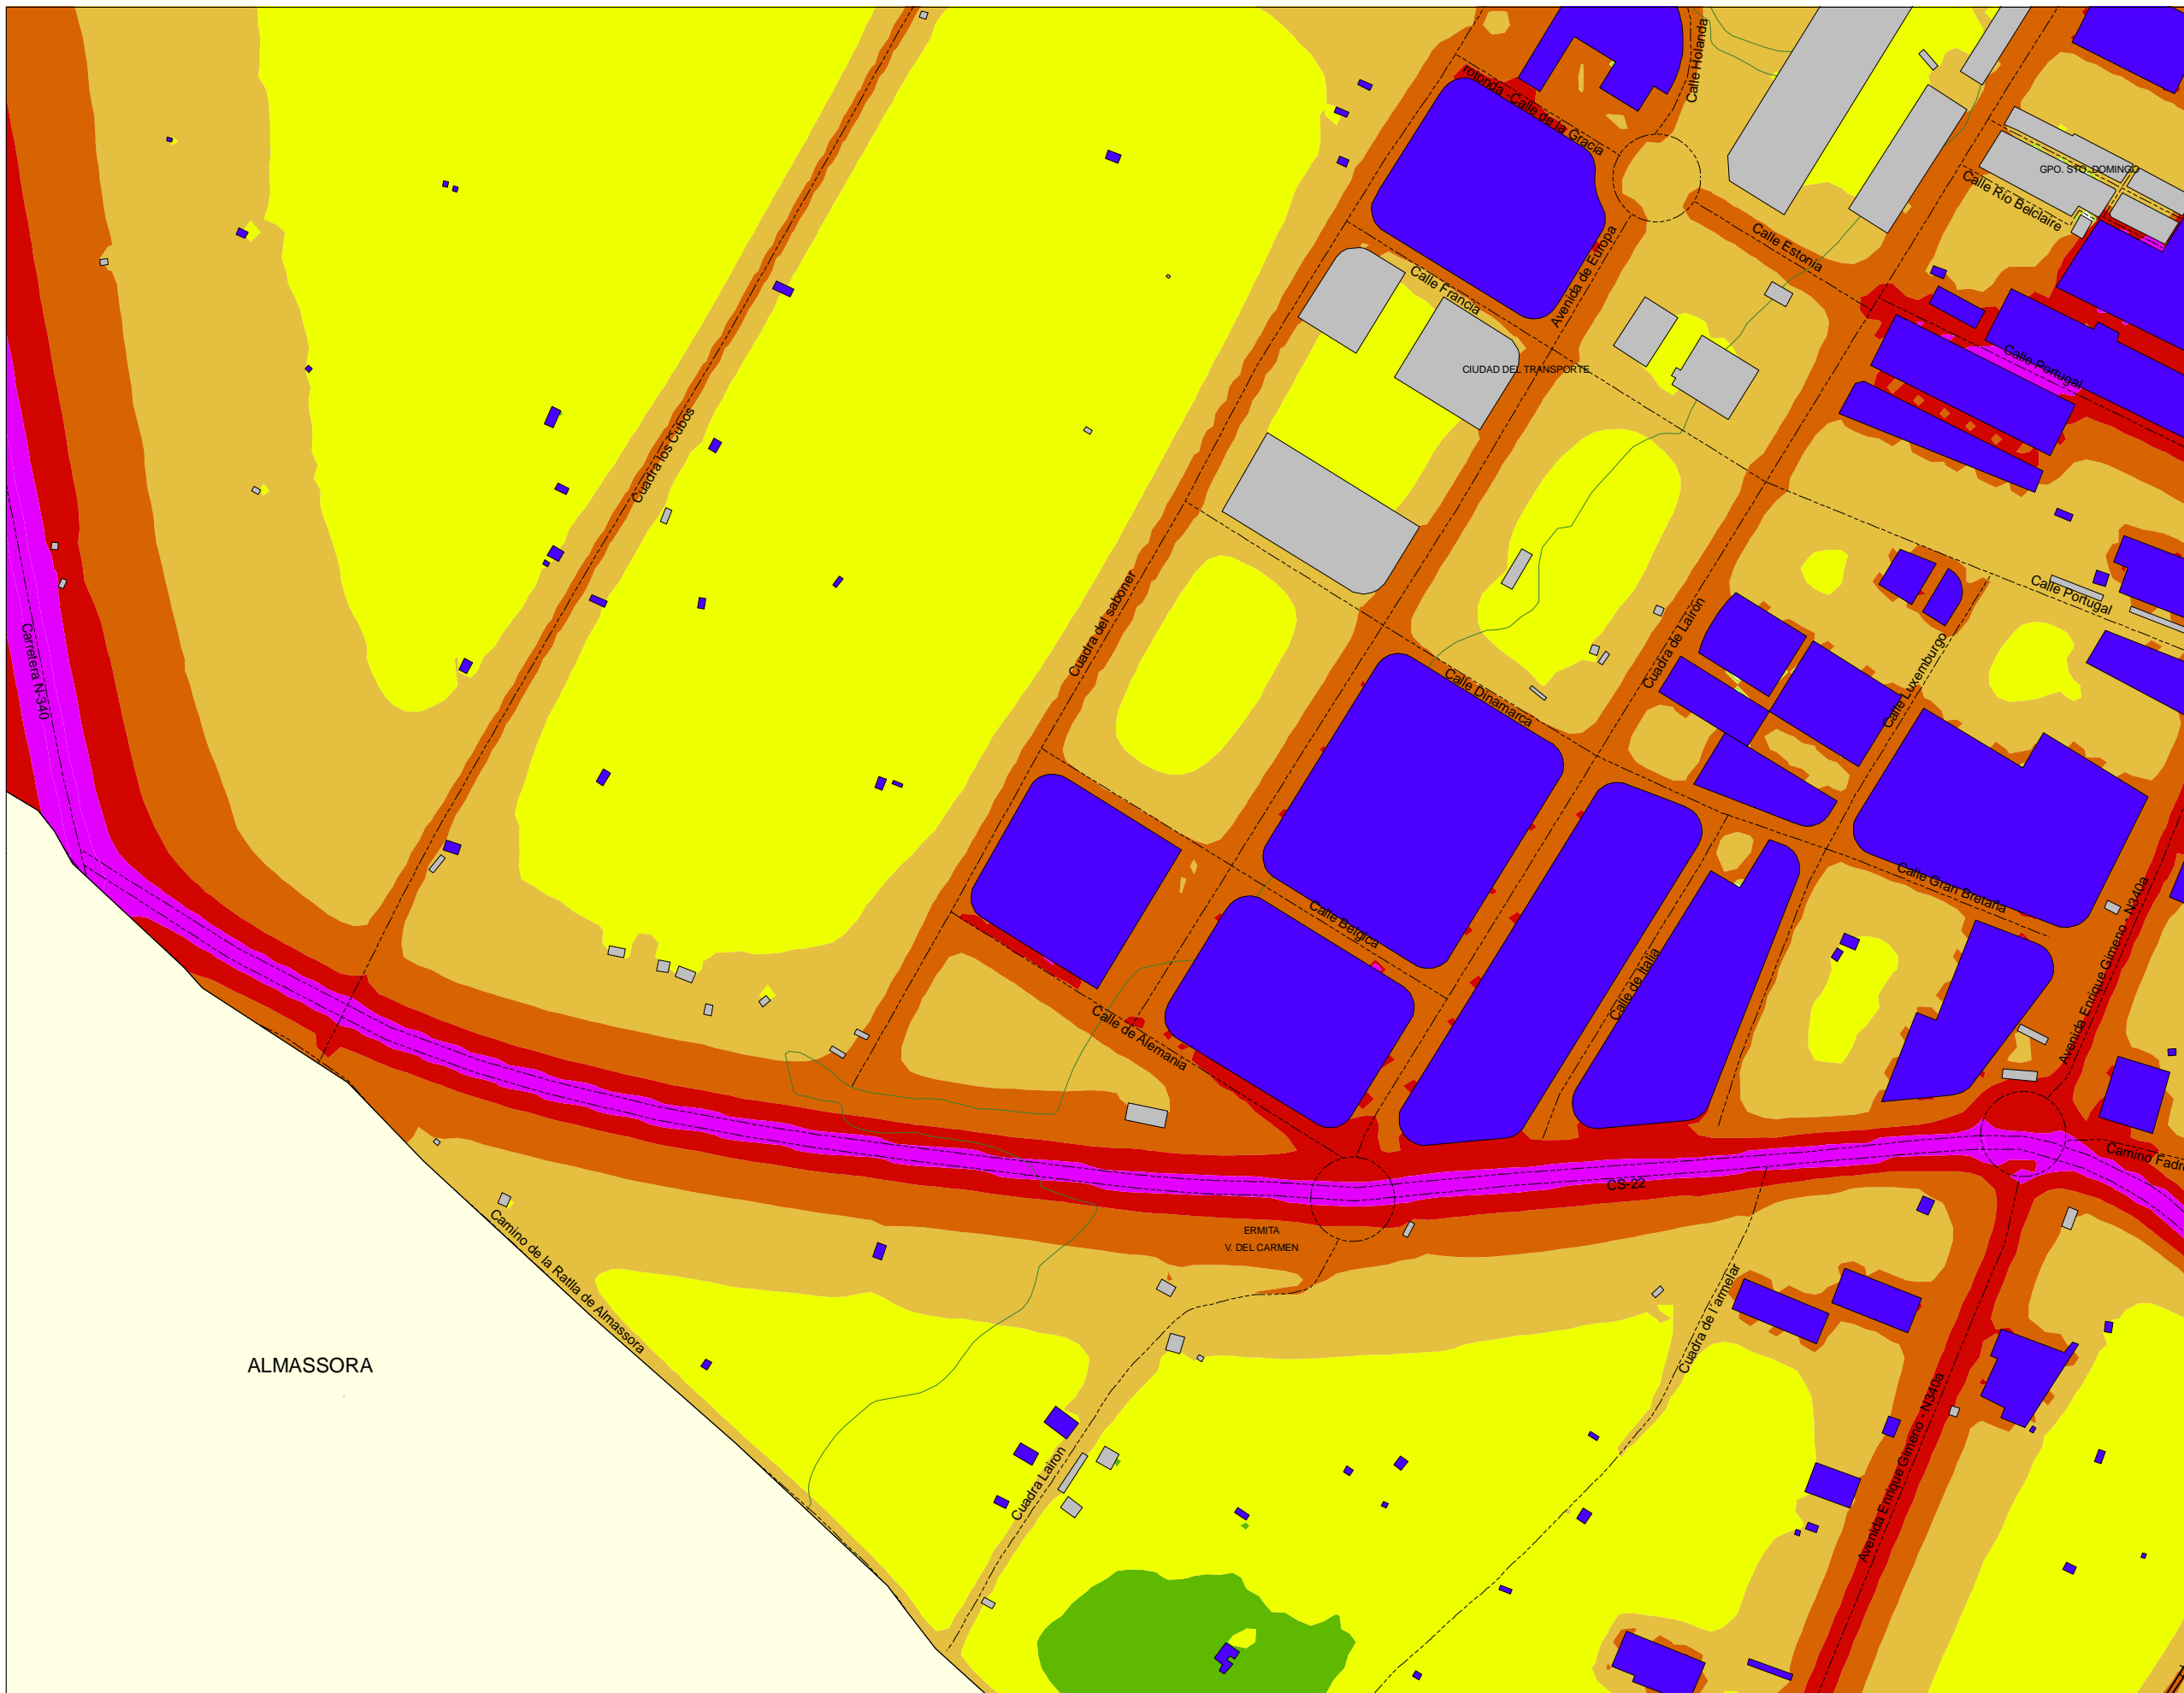 Calle Holanda
rotonda -Calle de la Gracia
GPO. STO. DOMINGO
Calle Rio Belclaire
Calle Estonia
Avenida de Europa
Calle Francia
Calle Portugal
CIUDAD DEL TRANSPORTE
Cuadra los Cubos
Cuadra del saboner
Calle Portugal
Cuadra de Lairón
Calle Luxemburgo
Carretera N-340
Calle Dinamarca
Calle Gran Bretaña
Calle Belgica
Avenida Enrique Gimeno - N340a
Calle de Italia
Calle de Alemania
Camino Fadre
CS-22
ERMITA
V. DEL CARMEN
Camino de la Ratlla de Almassora
Cuadra de l´armelar
ALMASSORA
Avenida Enrique Gimeno - N340a
Cuadra Lairon